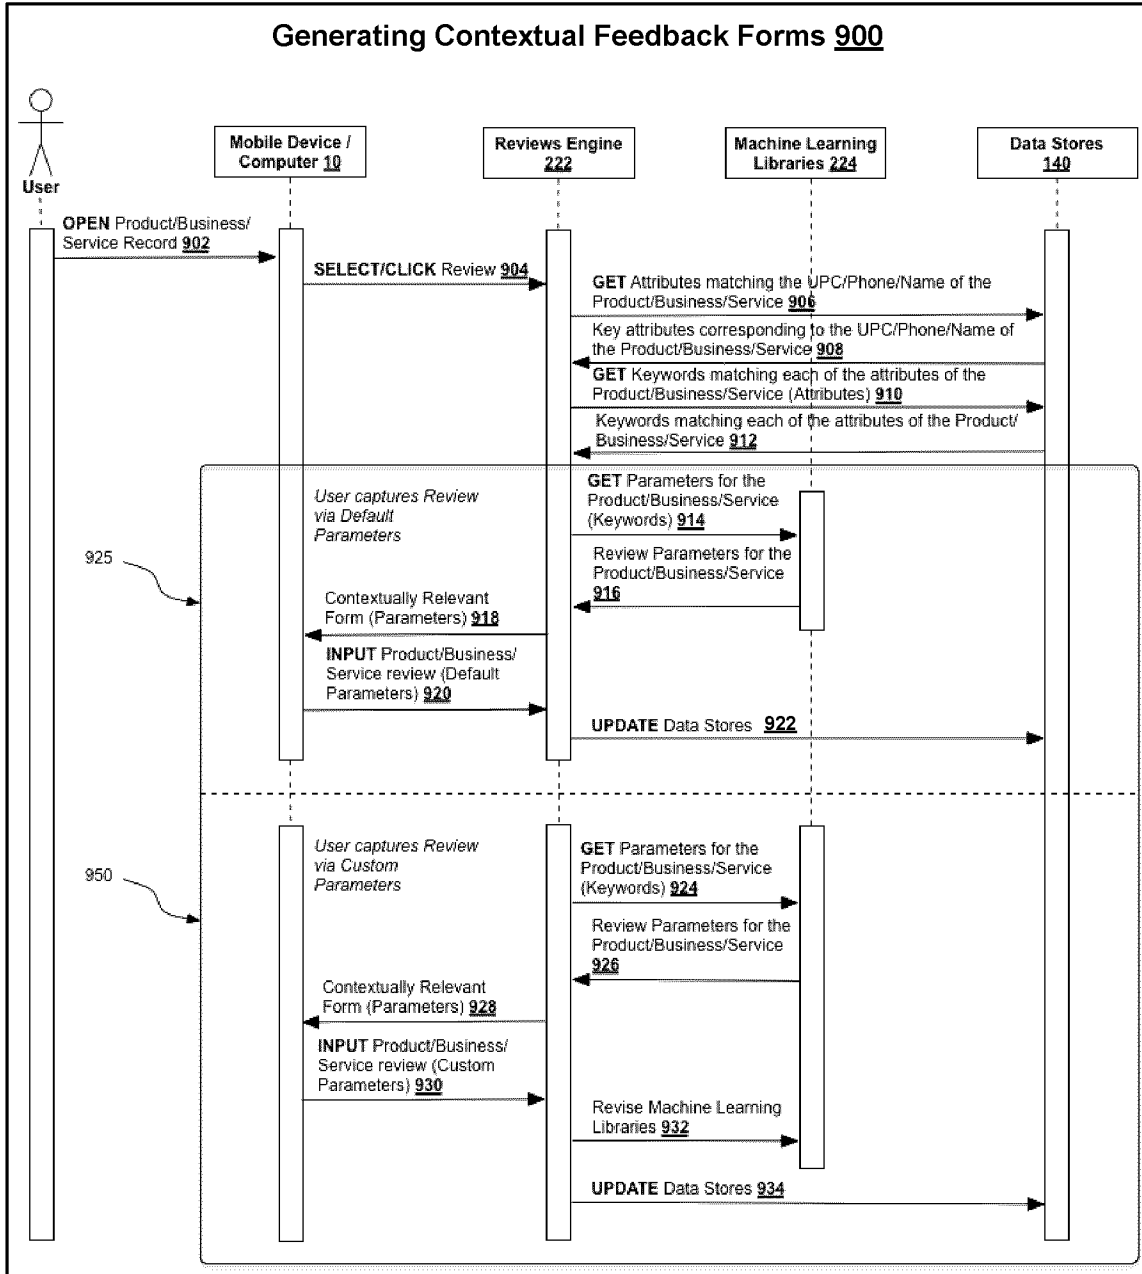 Generating Contextual Feedback Forms 900
User
Mobile Device /
Computer 10
Reviews Engine
222
Machine Learning
Libraries 224
Data Stores
140
OPEN Product/Business/
Service Record 902
SELECT/CLICK Review 904
GET Attributes matching the UPC/Phone/Name of the
Product/Business/Service 906
Key attributes corresponding to the UPC/Phone/Name of
the Product/Business/Service 908
GET Keywords matching each of the attributes of the
Product/Business/Service (Attributes) 910
Keywords matching each of the attributes of the Product/
Business/Service 912
925
User captures Review
via Default
Parameters
GET Parameters for the
Product/Business/Service
(Keywords) 914
Review Parameters for the
Product/Business/Service
916
Contextually Relevant
Form (Parameters) 918
INPUT Product/Business/
Service review (Default
Parameters) 920
UPDATE Data Stores 922
950
User captures Review
via Custom
Parameters
GET Parameters for the
Product/Business/Service
(Keywords) 924
Review Parameters for the
Product/Business/Service
926
Contextually Relevant
Form (Parameters) 928
INPUT Product/Business/
Service review (Custom
Parameters) 930
Revise Machine Learning
Libraries 932
UPDATE Data Stores 934